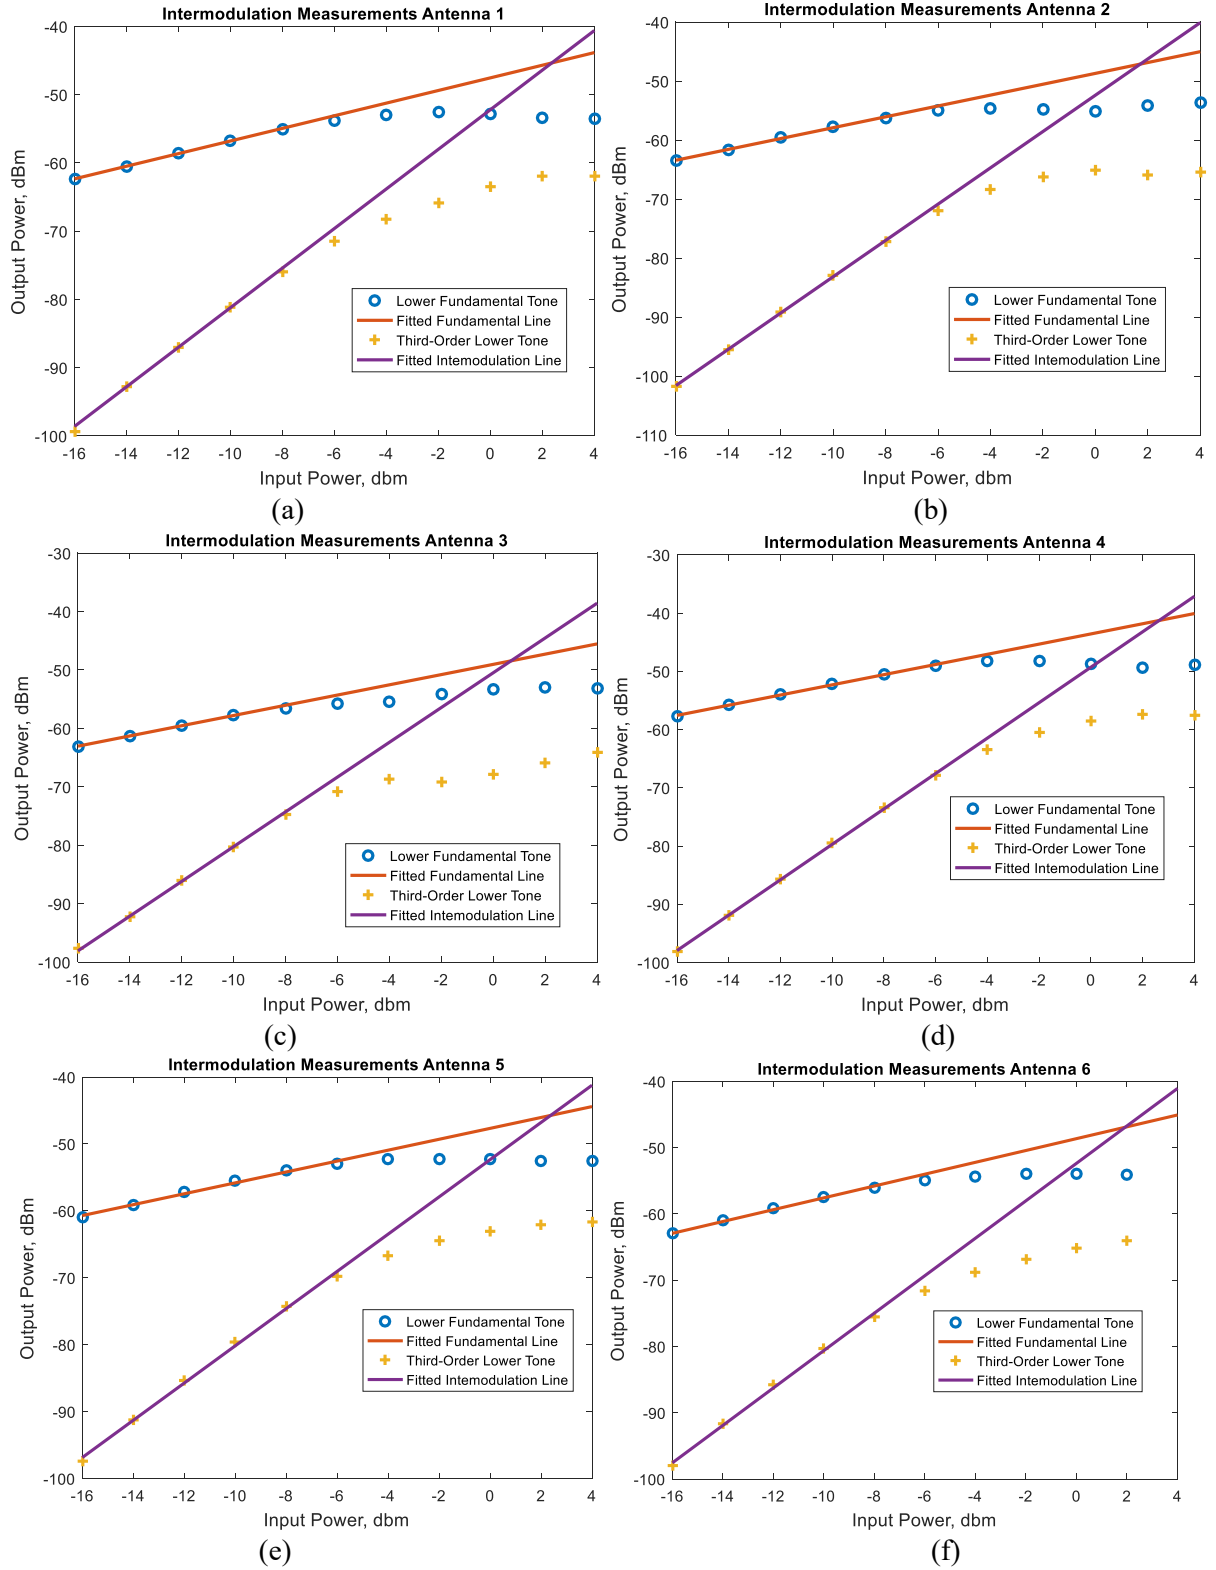 Intermodulation Measurements Antenna 1
-40
-50
-60
-70
-80
-90
-100
Output Power, dBm
Lower Fundamental Tone
Fitted Fundamental Line
Third-Order Lower Tone
Fitted Intemodulation Line
-16 -14 -12 -10 -8 -6 -4 -2 0 2 4
Input Power, dbm
(a)
Intermodulation Measurements Antenna 2
-40
-50
-60
-70
-80
-90
-100
-110
Output Power, dBm
Lower Fundamental Tone
Fitted Fundamental Line
Third-Order Lower Tone
Fitted Intemodulation Line
-16 -14 -12 -10 -8 -6 -4 -2 0 2 4
Input Power, dbm
(b)
Intermodulation Measurements Antenna 3
-30
-40
-50
-60
-70
-80
-90
-100
Output Power, dBm
Lower Fundamental Tone
Fitted Fundamental Line
Third-Order Lower Tone
Fitted Intemodulation Line
-16 -14 -12 -10 -8 -6 -4 -2 0 2 4
Input Power, dbm
(c)
Intermodulation Measurements Antenna 4
-30
-40
-50
-60
-70
-80
-90
-100
Output Power, dBm
Lower Fundamental Tone
Fitted Fundamental Line
Third-Order Lower Tone
Fitted Intemodulation Line
-16 -14 -12 -10 -8 -6 -4 -2 0 2 4
Input Power, dbm
(d)
Intermodulation Measurements Antenna 5
-40
-50
-60
-70
-80
-90
-100
Output Power, dBm
Lower Fundamental Tone
Fitted Fundamental Line
Third-Order Lower Tone
Fitted Intemodulation Line
-16 -14 -12 -10 -8 -6 -4 -2 0 2 4
Input Power, dbm
(e)
Intermodulation Measurements Antenna 6
-40
-50
-60
-70
-80
-90
-100
Output Power, dBm
Lower Fundamental Tone
Fitted Fundamental Line
Third-Order Lower Tone
Fitted Intemodulation Line
-16 -14 -12 -10 -8 -6 -4 -2 0 2 4
Input Power, dbm
(f)